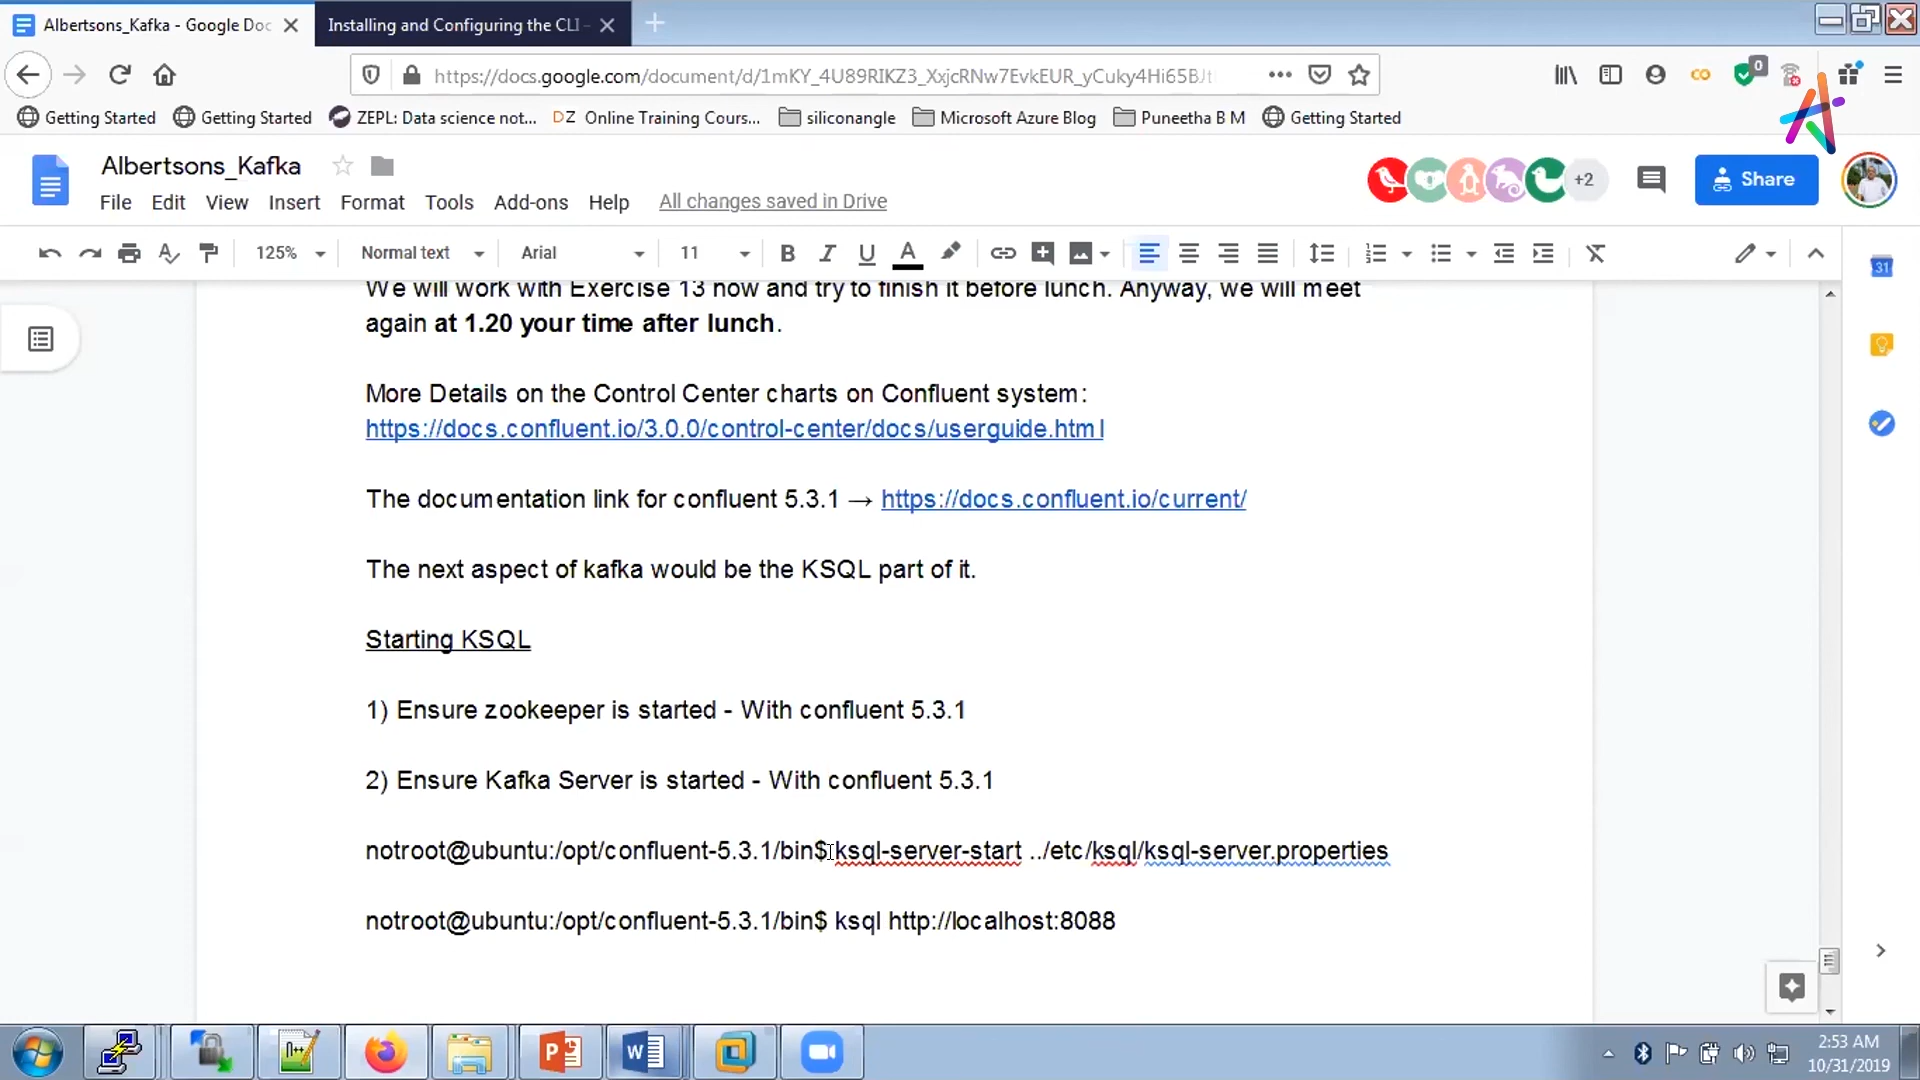 Albertsons_Kafka - Google Doc
Installing and Configuring the CLI -
https://docs.google.com/document/d/1mKY_4U89RIKZ3_XxjcRNw7EvkEUR_yCuky4Hi65BJt
0
Getting Started
Getting Started
ZEPL: Data science not...
DZ Online Training Cours...
siliconangle
Microsoft Azure Blog
Puneetha B M
Getting Started
Albertsons_Kafka
+2
Share
File Edit View Insert Format Tools Add-ons Help All changes saved in Drive
125% Normal text Arial 11 B I U A
31
We will work with Exercise 13 now and try to finish it before lunch. Anyway, we will meet
again at 1.20 your time after lunch.
More Details on the Control Center charts on Confluent system:
https://docs.confluent.io/3.0.0/control-center/docs/userguide.html
The documentation link for confluent 5.3.1 → https://docs.confluent.io/current/
The next aspect of kafka would be the KSQL part of it.
Starting KSQL
1) Ensure zookeeper is started - With confluent 5.3.1
2) Ensure Kafka Server is started - With confluent 5.3.1
notroot@ubuntu:/opt/confluent-5.3.1/bin$ ksql-server-start ../etc/ksql/ksql-server.properties
notroot@ubuntu:/opt/confluent-5.3.1/bin$ ksql http://localhost:8088
2:53 AM
10/31/2019